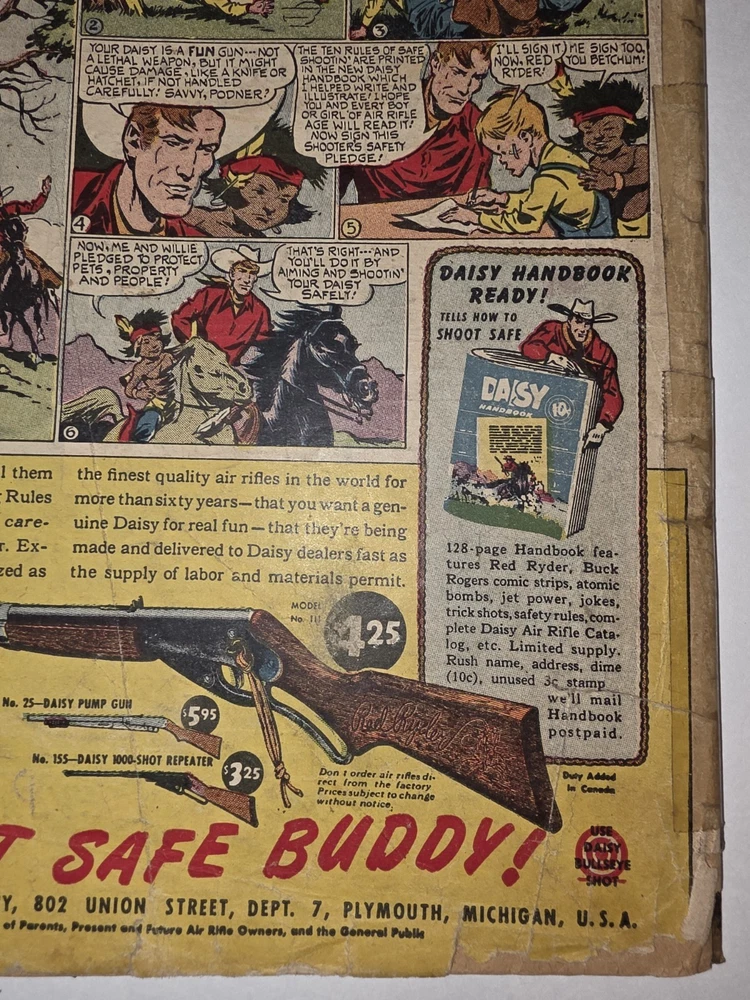 2
3
YOUR DAISY IS A FUN GUN---NOT
A LETHAL WEAPON, BUT IT MIGHT
CAUSE DAMAGE, LIKE A KNIFE OR
HATCHET, IF NOT HANDLED
CAREFULLY! SAVVY, PODNER?
4
THE TEN RULES OF SAFE
SHOOTIN' ARE PRINTED
IN THE NEW DAISY
HANDBOOK WHICH
I HELPED WRITE AND
ILLUSTRATE! I HOPE
YOU AND EVERY BOY
OR GIRL OF AIR RIFLE
AGE WILL READ IT!
NOW SIGN THIS
SHOOTER'S SAFETY
PLEDGE!
I'LL SIGN IT
NOW, RED
RYDER!
ME SIGN TOO,
YOU BETCHUM!
5
NOW, ME AND WILLIE
PLEDGED TO PROTECT
PETS, PROPERTY
AND PEOPLE!
THAT'S RIGHT---AND
YOU'LL DO IT BY
AIMING AND SHOOTIN'
YOUR DAISY
SAFELY!
6
DAISY HANDBOOK
READY!
TELLS HOW TO
SHOOT SAFE
DAISY
HANDBOOK
10¢
128-page Handbook fea-
tures Red Ryder, Buck
Rogers comic strips, atomic
bombs, jet power, jokes,
trick shots, safety rules, com-
plete Daisy Air Rifle Cata-
log, etc. Limited supply.
Rush name, address, dime
(10c), unused 3c stamp
we'll mail
Handbook
postpaid.
Duty Added
in Canada
l them
Rules
care-
r. Ex-
zed as
the finest quality air rifles in the world for
more than sixty years—that you want a gen-
uine Daisy for real fun—that they're being
made and delivered to Daisy dealers fast as
the supply of labor and materials permit.
MODEL
No. 111
$4.25
Red Ryder
No. 25—DAISY PUMP GUN
$5.95
No. 155—DAISY 1000-SHOT REPEATER
$3.25
Don't order air rifles di-
rect from the factory
Prices subject to change
without notice.
T SAFE BUDDY!
USE
DAISY
BULLSEYE
SHOT
Y, 802 UNION STREET, DEPT. 7, PLYMOUTH, MICHIGAN, U.S.A.
of Parents, Present and Future Air Rifle Owners, and the General Public